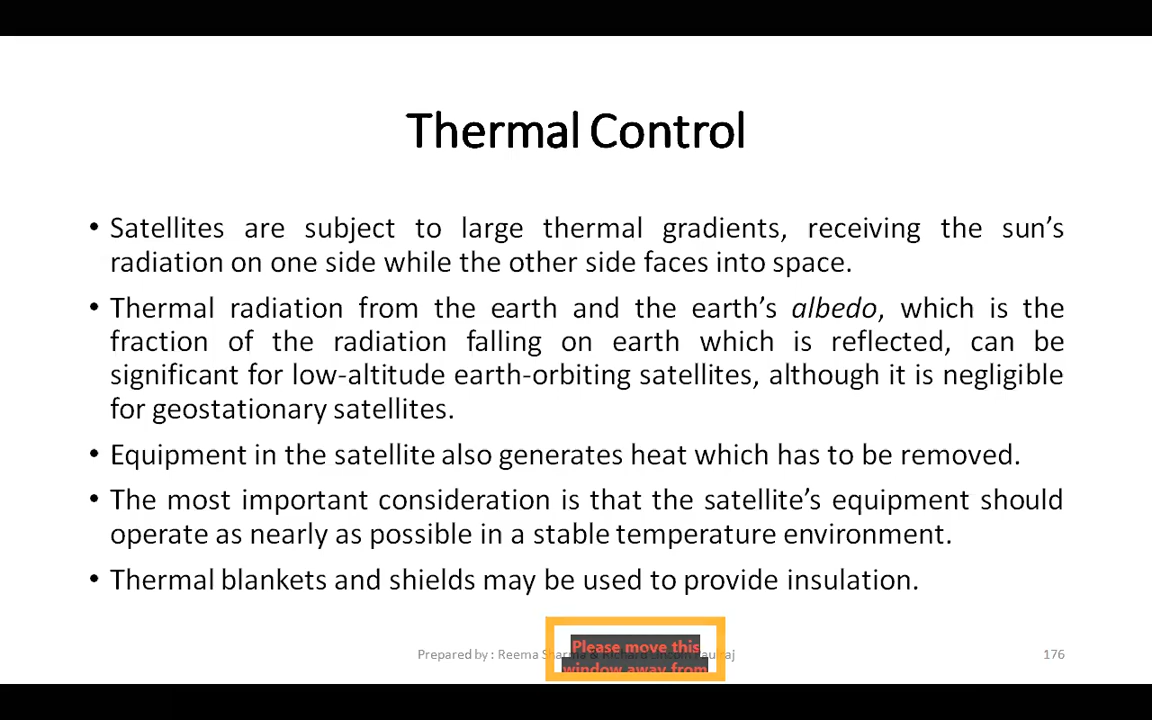 Thermal Control
• Satellites are subject to large thermal gradients, receiving the sun’s
radiation on one side while the other side faces into space.
• Thermal radiation from the earth and the earth’s albedo, which is the
fraction of the radiation falling on earth which is reflected, can be
significant for low-altitude earth-orbiting satellites, although it is negligible
for geostationary satellites.
• Equipment in the satellite also generates heat which has to be removed.
• The most important consideration is that the satellite’s equipment should
operate as nearly as possible in a stable temperature environment.
• Thermal blankets and shields may be used to provide insulation.
Please move this
window away from
Prepared by : Reema
176